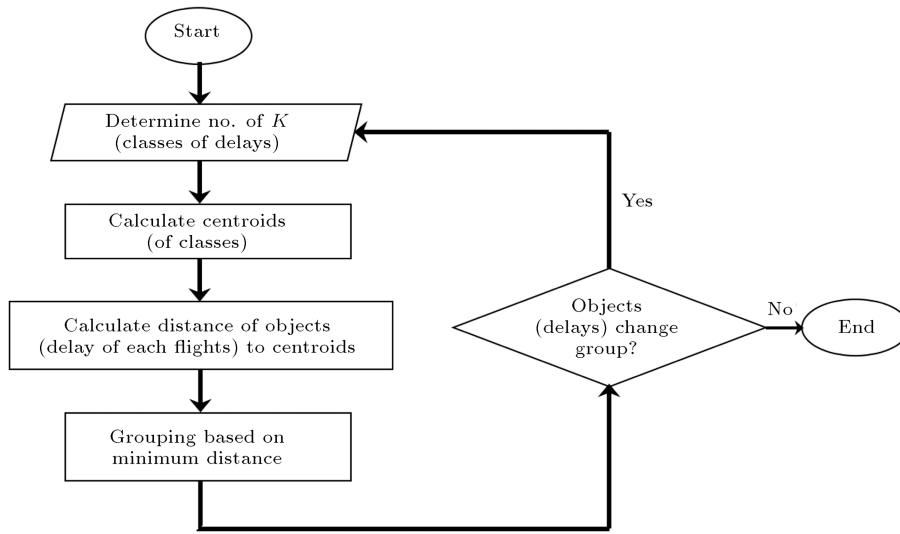 Start
Determine no. of K
(classes of delays)
Calculate centroids
(of classes)
Calculate distance of objects
(delay of each flights) to centroids
Grouping based on
minimum distance
Objects
(delays) change
group?
Yes
No
End